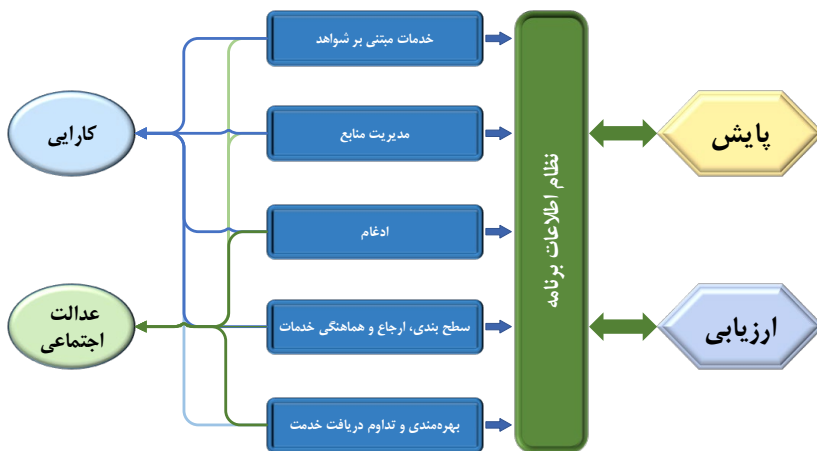 خدمات مبتنی بر شواهد
مدیریت منابع
ادغام
سطح بندی، ارجاع و هماهنگی خدمات
بهره‌مندی و تداوم دریافت خدمت
نظام اطلاعات برنامه
پایش
ارزیابی
کارایی
عدالت
اجتماعی